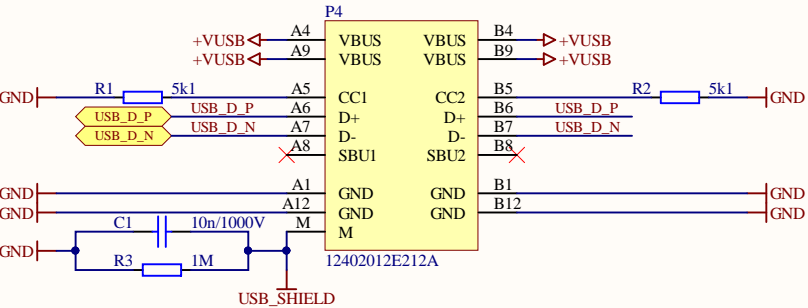 P4
+VUSB A4 VBUS VBUS B4 +VUSB
+VUSB A9 VBUS VBUS B9 +VUSB
GND R1 5k1 A5 CC1 CC2 B5 R2 5k1 GND
USB_D_P USB_D_P A6 D+ D+ B6 USB_D_P
USB_D_N USB_D_N A7 D- D- B7 USB_D_N
A8 SBU1 SBU2 B8
GND A1 GND GND B1 GND
GND A12 GND GND B12 GND
C1 10n/1000V M M
GND
R3 1M
12402012E212A
USB_SHIELD